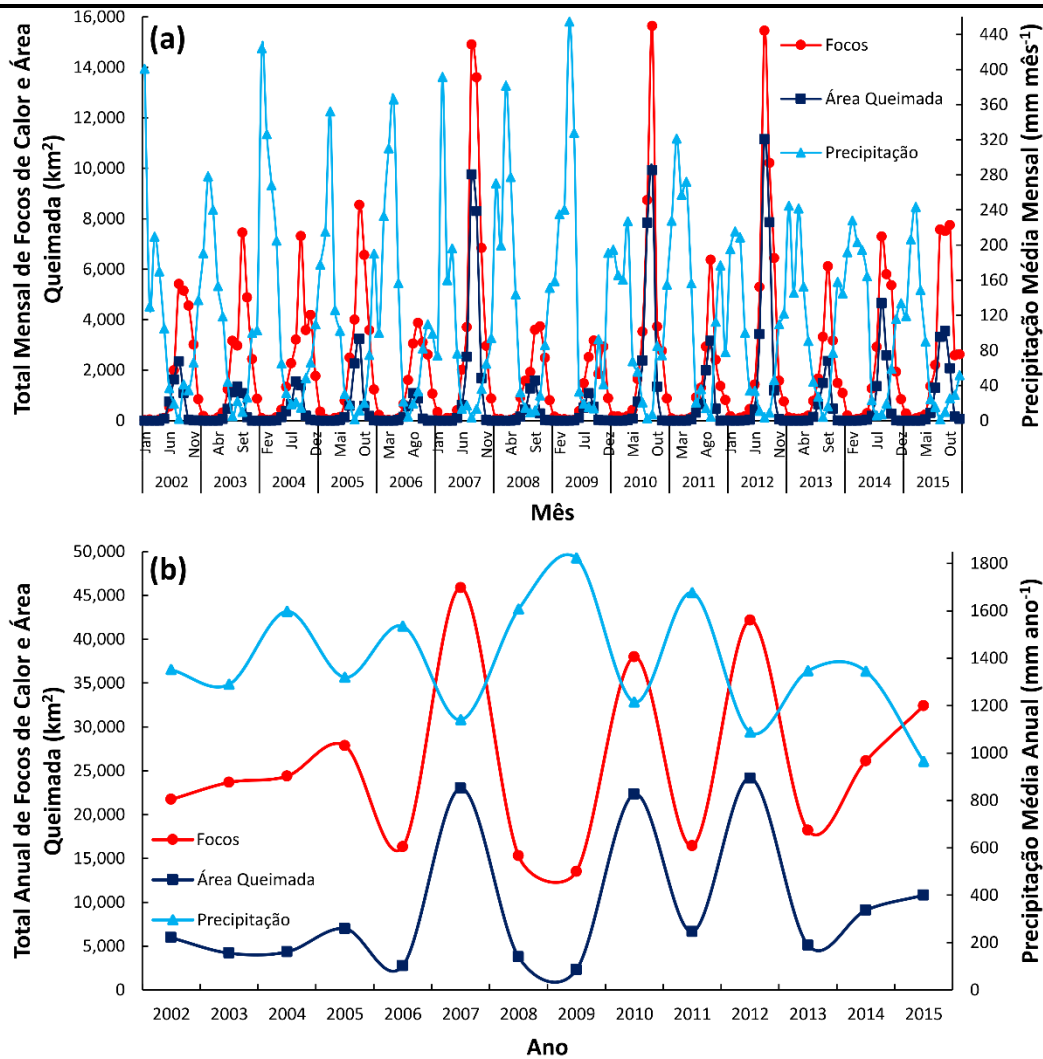 (a)
Total Mensal de Focos de Calor e Área
Queimada (km²)
16,000
14,000
12,000
10,000
8,000
6,000
4,000
2,000
0
Focos
Área Queimada
Precipitação
440
400
360
320
280
240
200
160
120
80
40
0
Precipitação Média Mensal (mm mês⁻¹)
Jan Jun Nov Abr Set Fev Jul Dez Mai Out Mar Ago Jan Jun Nov Abr Set Fev Jul Dez Mai Out Mar Ago Jan Jun Nov Abr Set Fev Jul Dez Mai Out
2002 2003 2004 2005 2006 2007 2008 2009 2010 2011 2012 2013 2014 2015
Mês
(b)
Total Anual de Focos de Calor e Área
Queimada (km²)
50,000
45,000
40,000
35,000
30,000
25,000
20,000
15,000
10,000
5,000
0
Focos
Área Queimada
Precipitação
1800
1600
1400
1200
1000
800
600
400
200
0
Precipitação Média Anual (mm ano⁻¹)
2002 2003 2004 2005 2006 2007 2008 2009 2010 2011 2012 2013 2014 2015
Ano